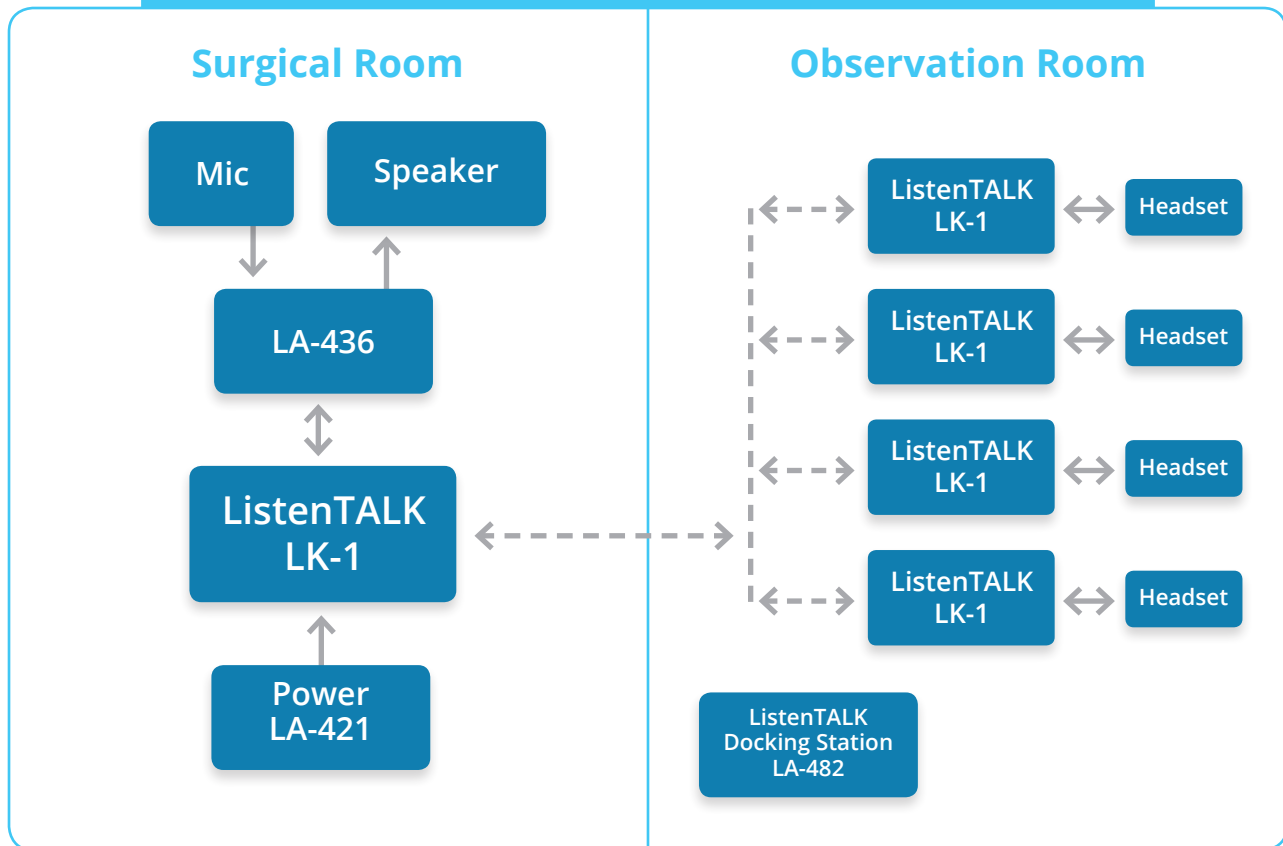 Surgical Room
Mic
Speaker
LA-436
ListenTALK
LK-1
Power
LA-421
Observation Room
ListenTALK
LK-1
Headset
ListenTALK
LK-1
Headset
ListenTALK
LK-1
Headset
ListenTALK
LK-1
Headset
ListenTALK
Docking Station
LA-482